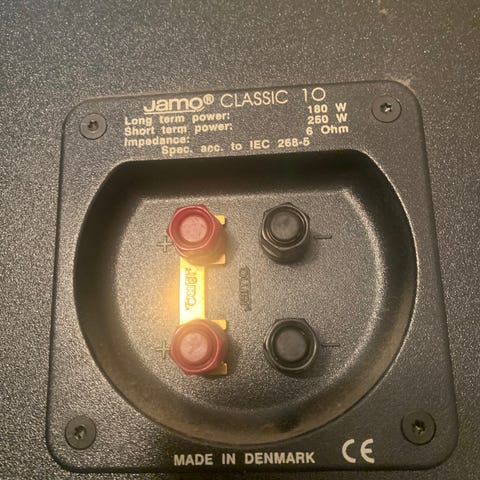 Jamo® CLASSIC 10
Long term power: 180 W
Short term power: 250 W
Impedance: 6 Ohm
Spec. acc. to IEC 268-5
+ −
Jamo
Jamo
+ −
MADE IN DENMARK CE